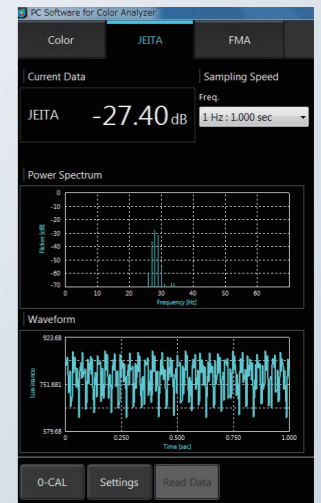 PC Software for Color Analyzer
Color JEITA FMA
Current Data
Sampling Speed
Freq.
JEITA -27.40 dB
1 Hz : 1.000 sec
Power Spectrum
0
-10
-20
-30
-40
-50
-60
-70
Flicker [dB]
0 10 20 30 40 50 60
Frequency [Hz]
Waveform
923.68
751.681
579.68
Luminance
0 0.250 0.500 0.750 1.000
Time [sec]
0-CAL Settings Read Data